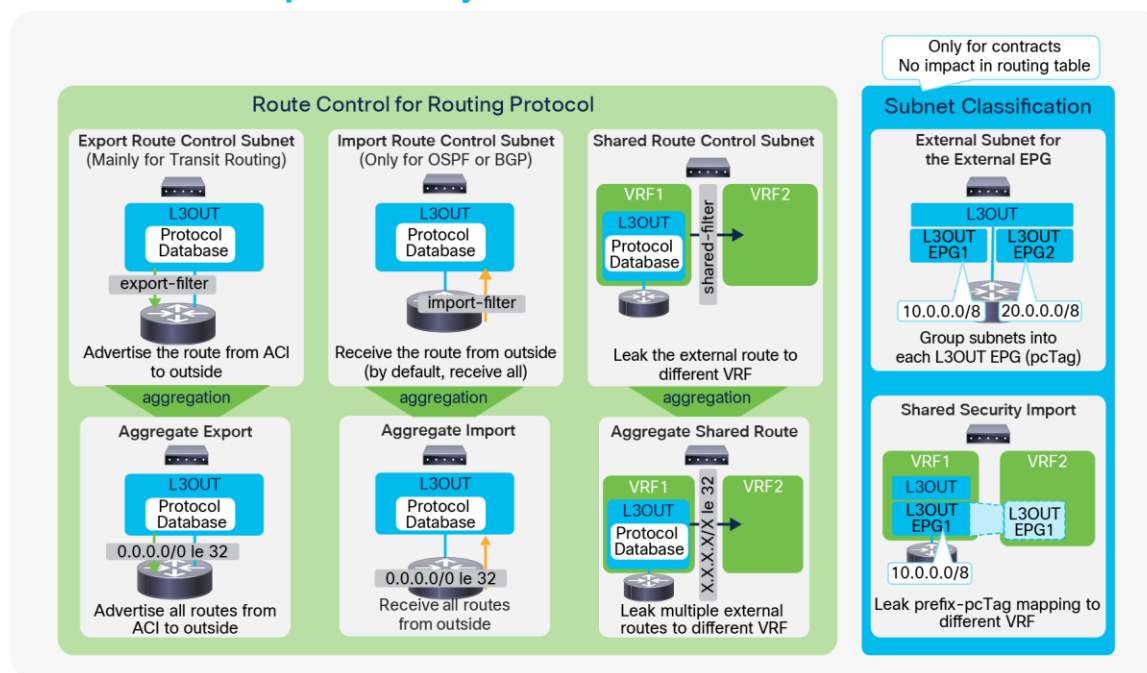 Only for contracts
No impact in routing table
Route Control for Routing Protocol
Export Route Control Subnet
(Mainly for Transit Routing)
L3OUT
Protocol
Database
export-filter
Advertise the route from ACI
to outside
aggregation
Aggregate Export
L3OUT
Protocol
Database
0.0.0.0/0 le 32
Advertise all routes from
ACI to outside
Import Route Control Subnet
(Only for OSPF or BGP)
L3OUT
Protocol
Database
import-filter
Receive the route from outside
(by default, receive all)
aggregation
Aggregate Import
L3OUT
Protocol
Database
0.0.0.0/0 le 32
Receive all routes
from outside
Shared Route Control Subnet
VRF1
VRF2
L3OUT
Protocol
Database
shared-filter
Leak the external route to
different VRF
aggregation
Aggregate Shared Route
VRF1
VRF2
L3OUT
Protocol
Database
X.X.X.X/X le 32
Leak multiple external
routes to different VRF
Subnet Classification
External Subnet for
the External EPG
L3OUT
L3OUT
EPG1
L3OUT
EPG2
10.0.0.0/8
20.0.0.0/8
Group subnets into
each L3OUT EPG (pcTag)
Shared Security Import
VRF1
VRF2
L3OUT
L3OUT
EPG1
L3OUT
EPG1
10.0.0.0/8
Leak prefix-pcTag mapping to
different VRF